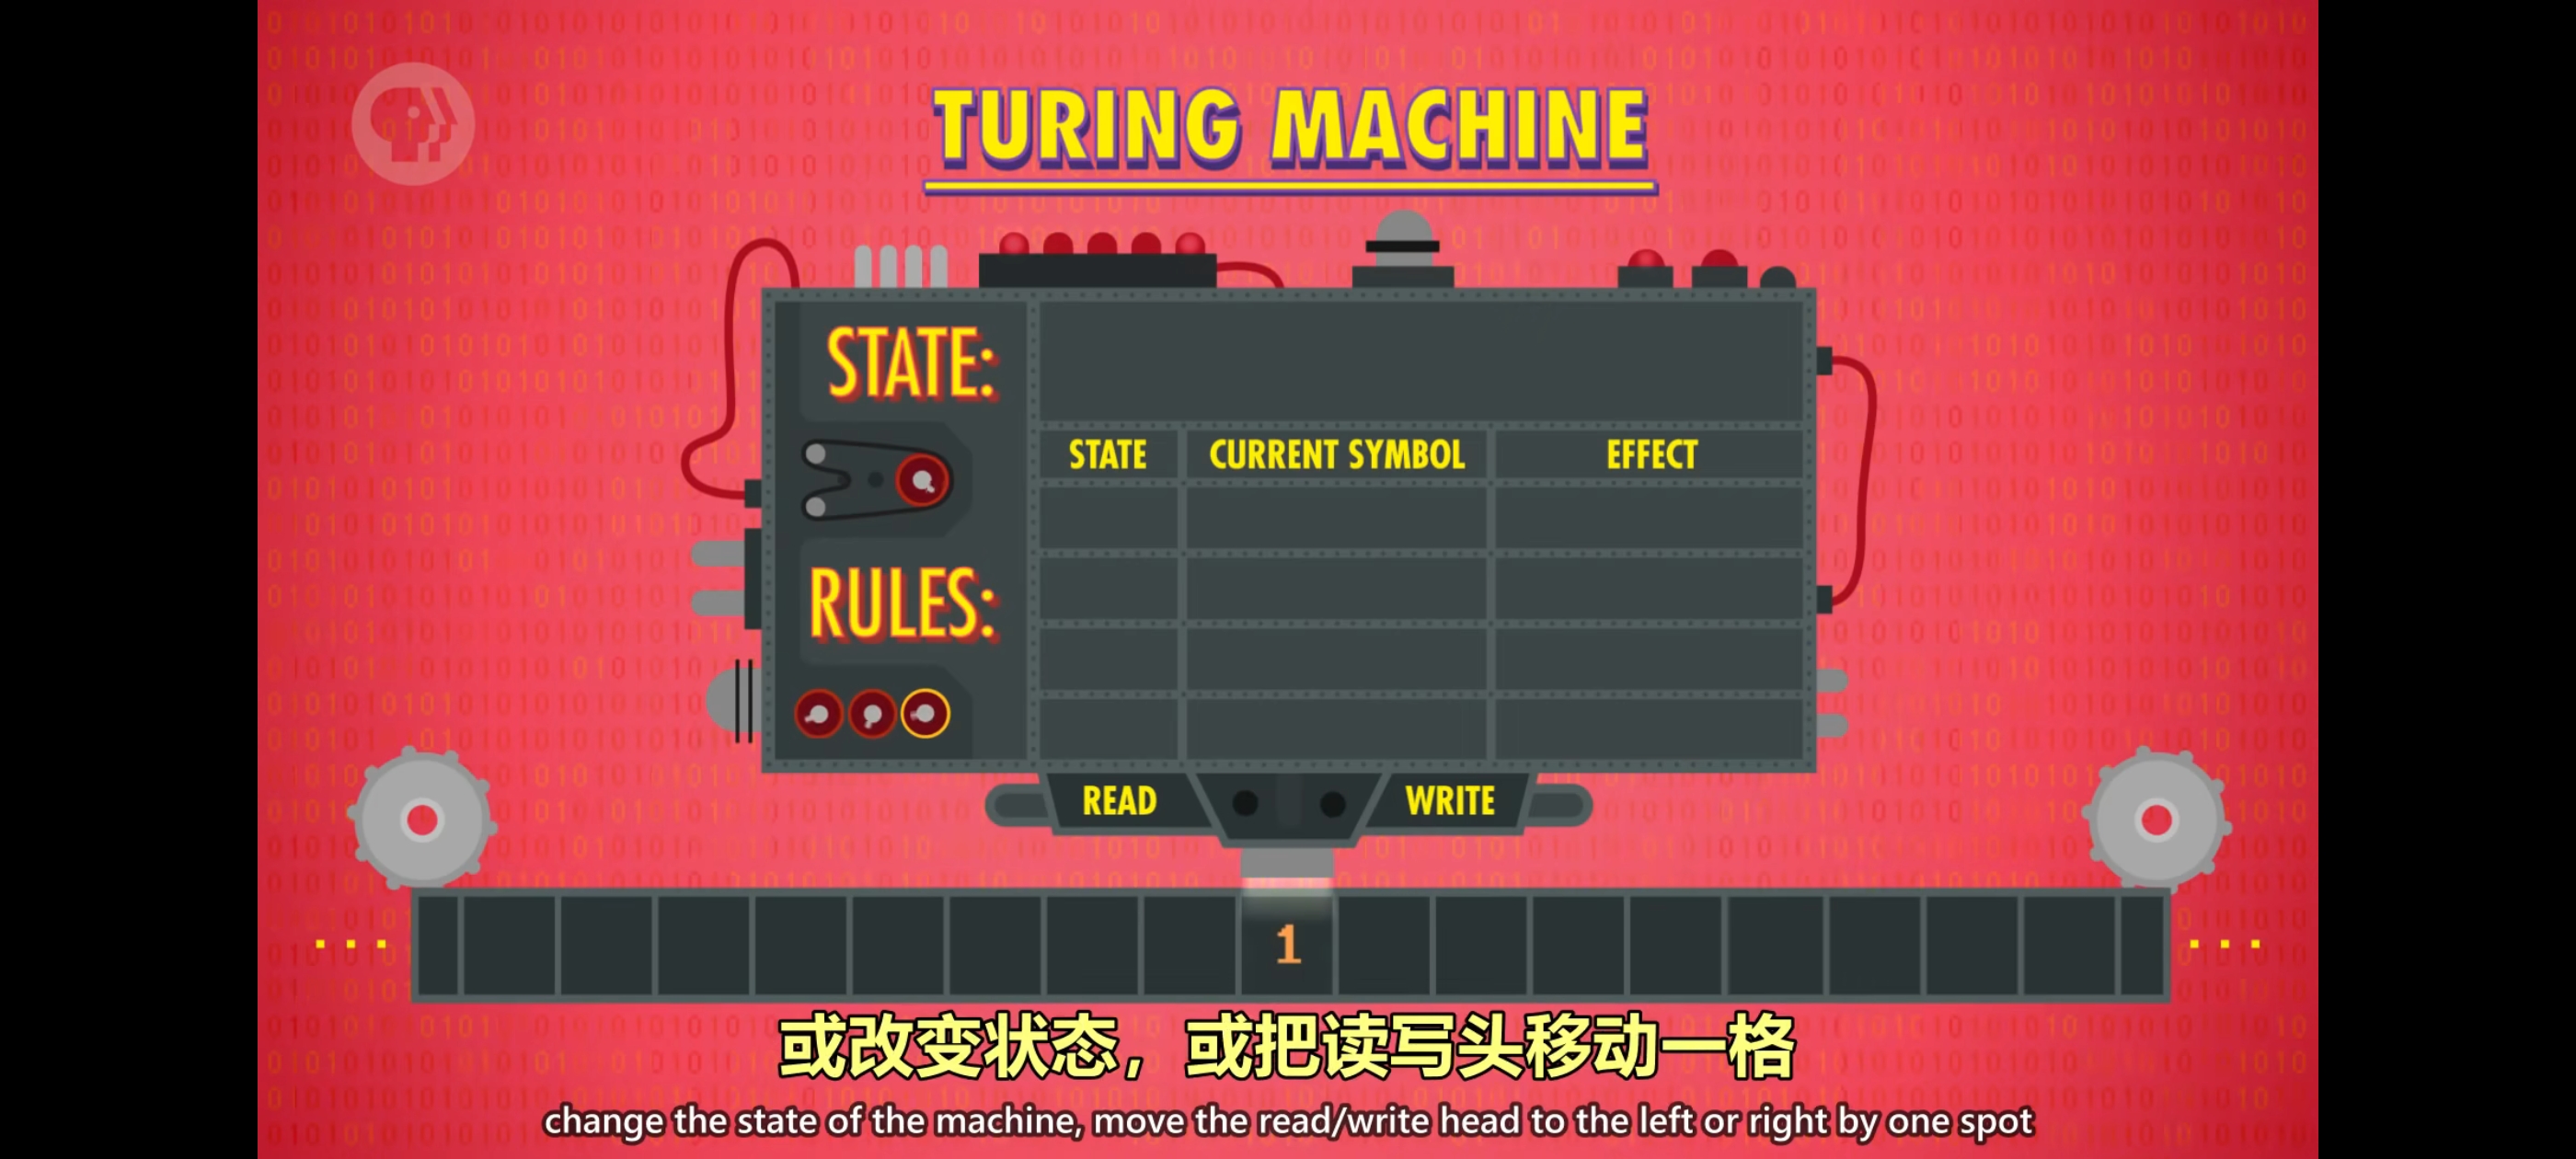 TURING MACHINE
STATE:
STATE CURRENT SYMBOL EFFECT
RULES:
READ WRITE
... 1 ...
或改变状态，或把读写头移动一格
change the state of the machine, move the read/write head to the left or right by one spot